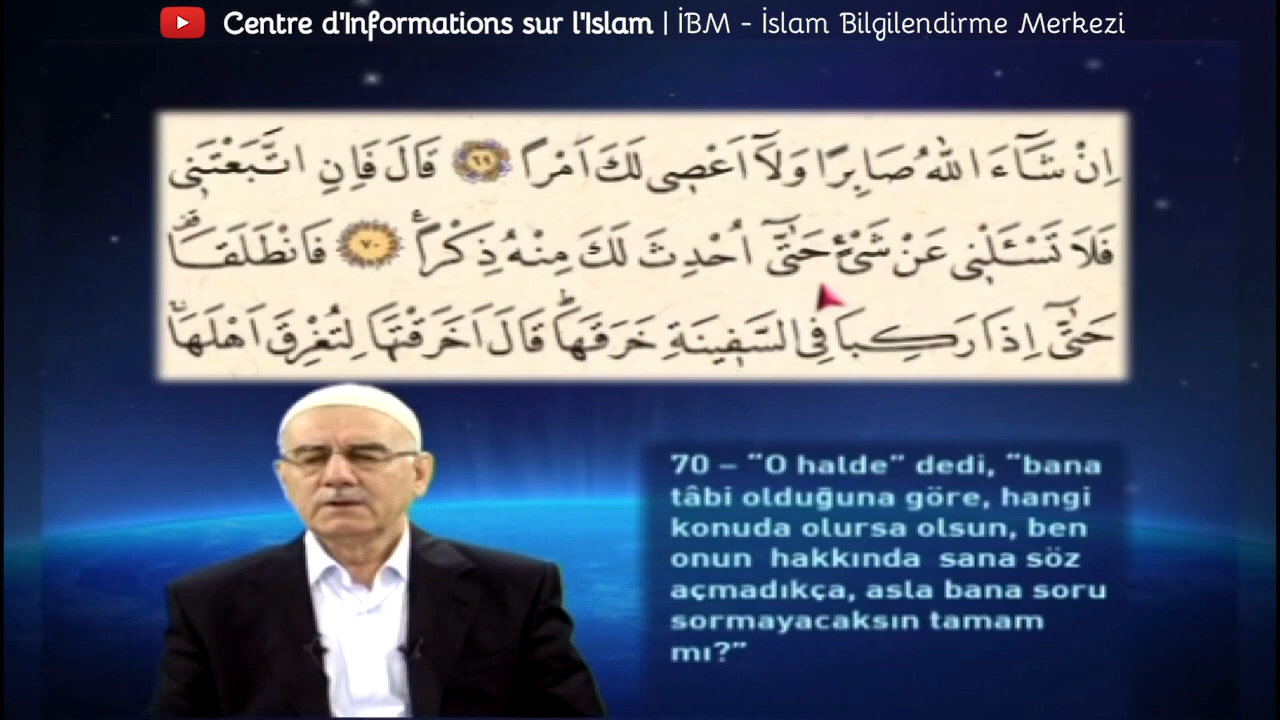 Centre d'Informations sur l'Islam | İBM - İslam Bilgilendirme Merkezi
اِنْ شَٓاءَ اللّٰهُ صَابِرًا وَلَٓا اَعْصٖى لَكَ اَمْرًا ﴿٦٩﴾ قَالَ فَاِنِ اتَّبَعْتَنٖى
فَلَا تَسْـَٔلْنٖى عَنْ شَىْءٍ حَتّٰٓى اُحْدِثَ لَكَ مِنْهُ ذِكْرًاࣖ ﴿٧٠﴾ فَانْطَلَقَاࣞ
حَتّٰٓى اِذَا رَكِبَا فِى السَّفٖينَةِ خَرَقَهَاؕ قَالَ اَخَرَقْتَهَا لِتُغْرِقَ اَهْلَهَاۚ
70 – "O halde" dedi, "bana
tâbi olduğuna göre, hangi
konuda olursa olsun, ben
onun hakkında sana söz
açmadıkça, asla bana soru
sormayacaksın tamam
mı?"